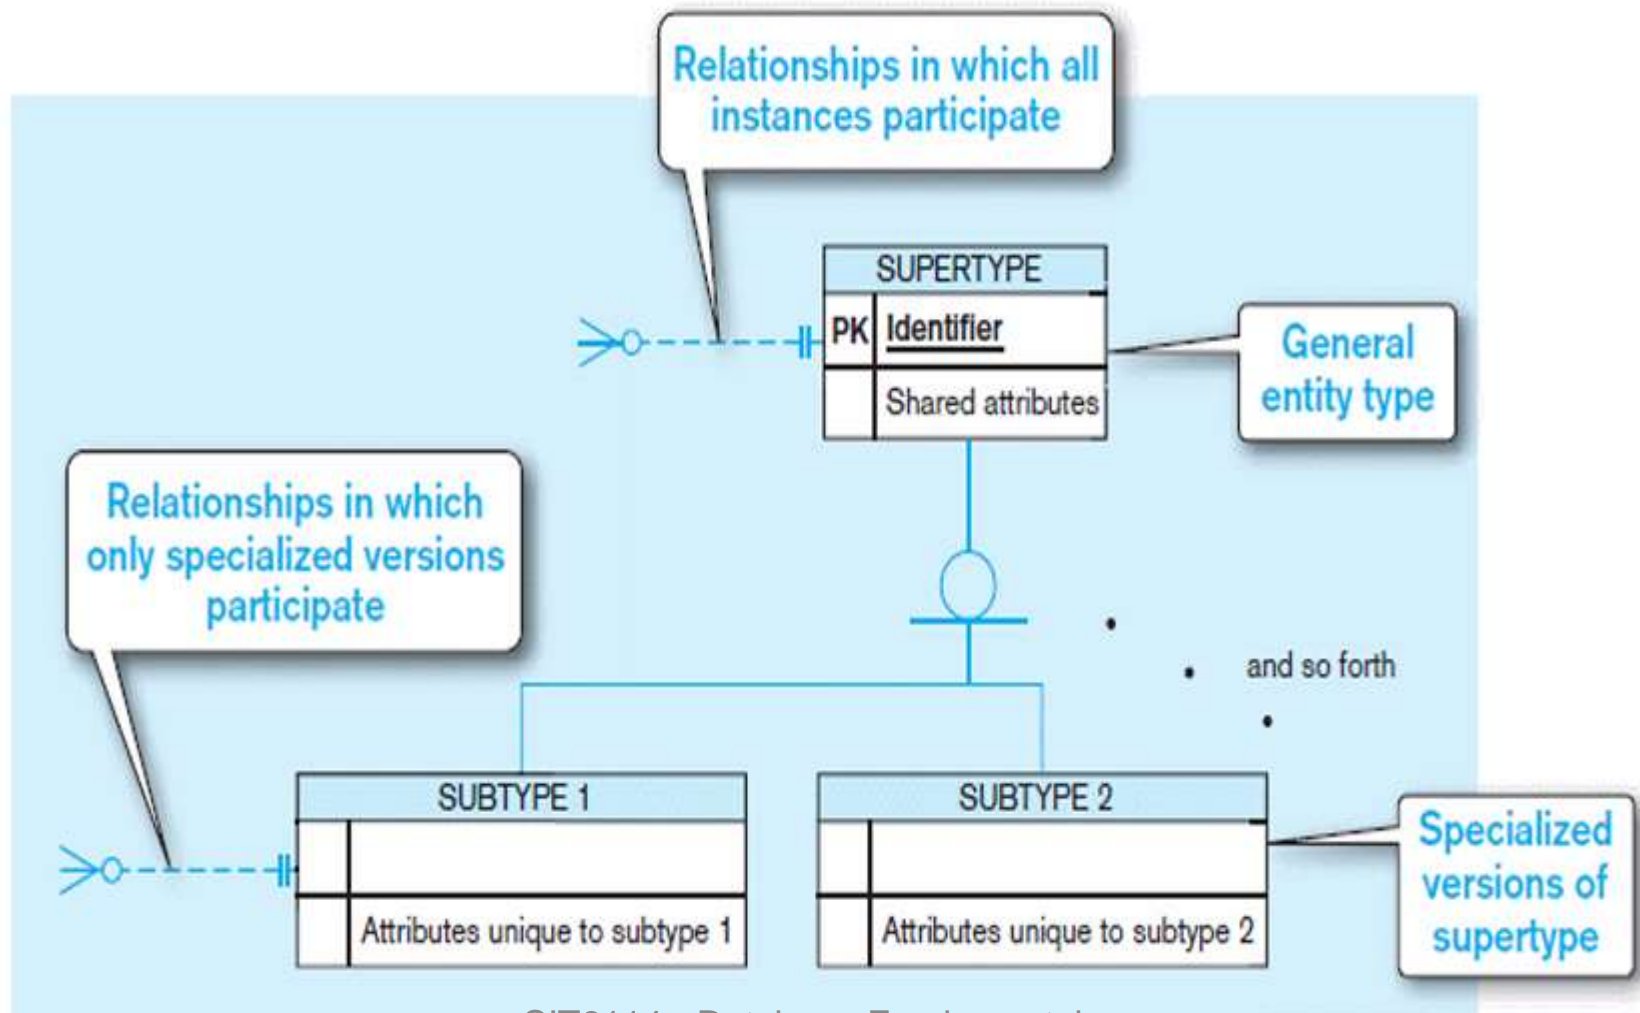 Relationships in which all
instances participate
SUPERTYPE
PK Identifier
Shared attributes
General
entity type
Relationships in which
only specialized versions
participate
and so forth
SUBTYPE 1
Attributes unique to subtype 1
SUBTYPE 2
Attributes unique to subtype 2
Specialized
versions of
supertype